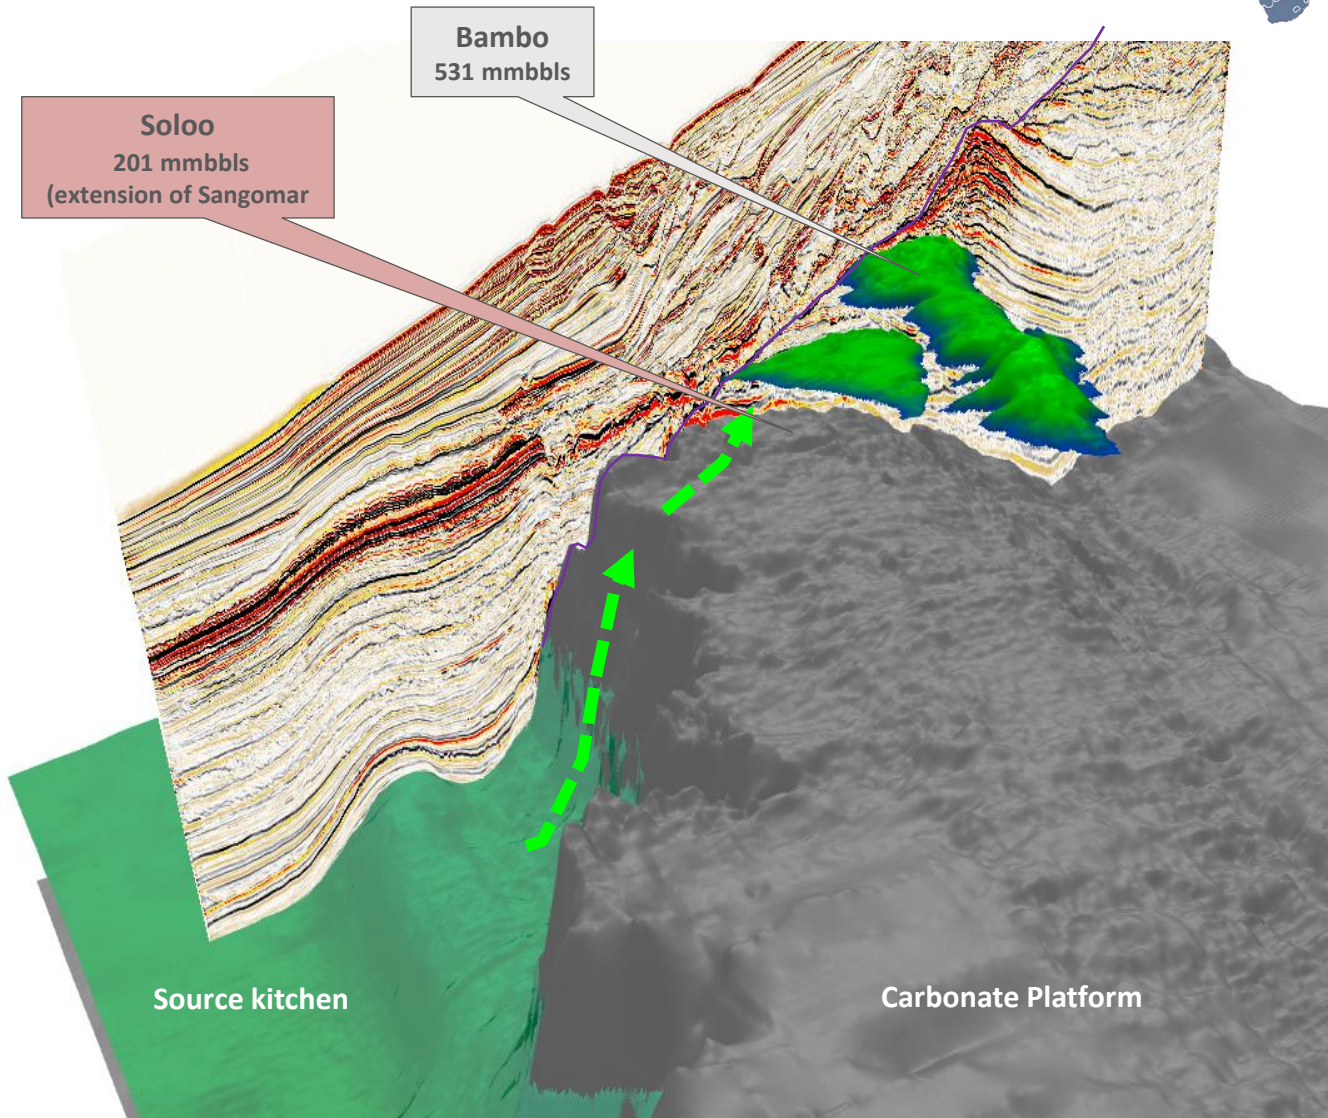 Bambo
531 mmbbls
Soloo
201 mmbbls
(extension of Sangomar
Source kitchen
Carbonate Platform